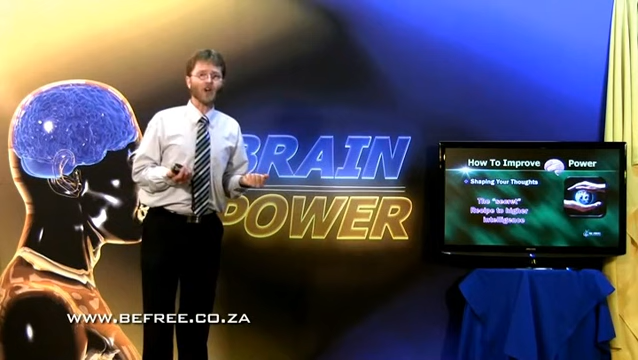 BRAIN
POWER
How To Improve Power
Shaping Your Thoughts
The "secret"
Recipe to higher
intelligence
WWW.BEFREE.CO.ZA